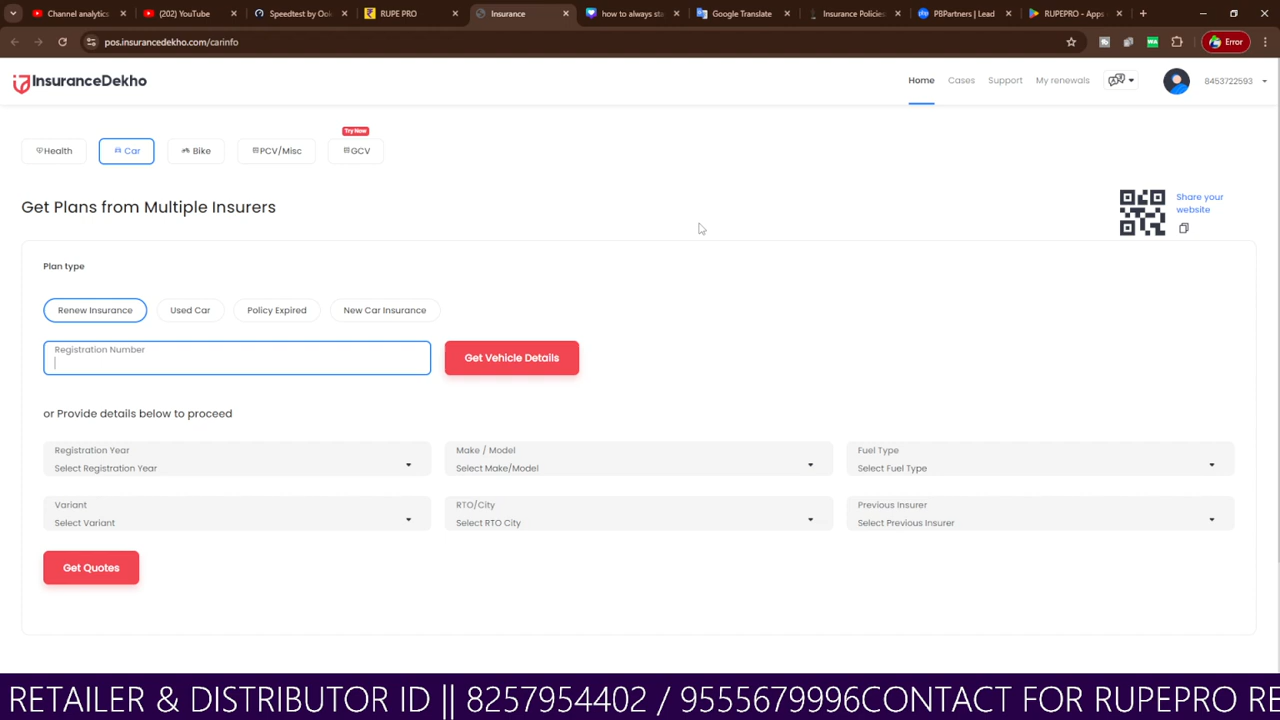 Channel analytics
(202) YouTube
Speedtest by Ook
RUPE PRO
Insurance
how to always sta
Google Translate
Insurance Policies
PBPartners | Lead
RUPEPRO - Apps
pos.insurancedekho.com/carinfo
Error
InsuranceDekho
Home
Cases
Support
My renewals
8453722593
Try Now
Health
Car
Bike
PCV/Misc
GCV
Get Plans from Multiple Insurers
Share your
website
Plan type
Renew Insurance
Used Car
Policy Expired
New Car Insurance
Registration Number
Get Vehicle Details
or Provide details below to proceed
Registration Year
Select Registration Year
Make / Model
Select Make/Model
Fuel Type
Select Fuel Type
Variant
Select Variant
RTO/City
Select RTO City
Previous Insurer
Select Previous Insurer
Get Quotes
RETAILER & DISTRIBUTOR ID || 8257954402 / 9555679996CONTACT FOR RUPEPRO RE